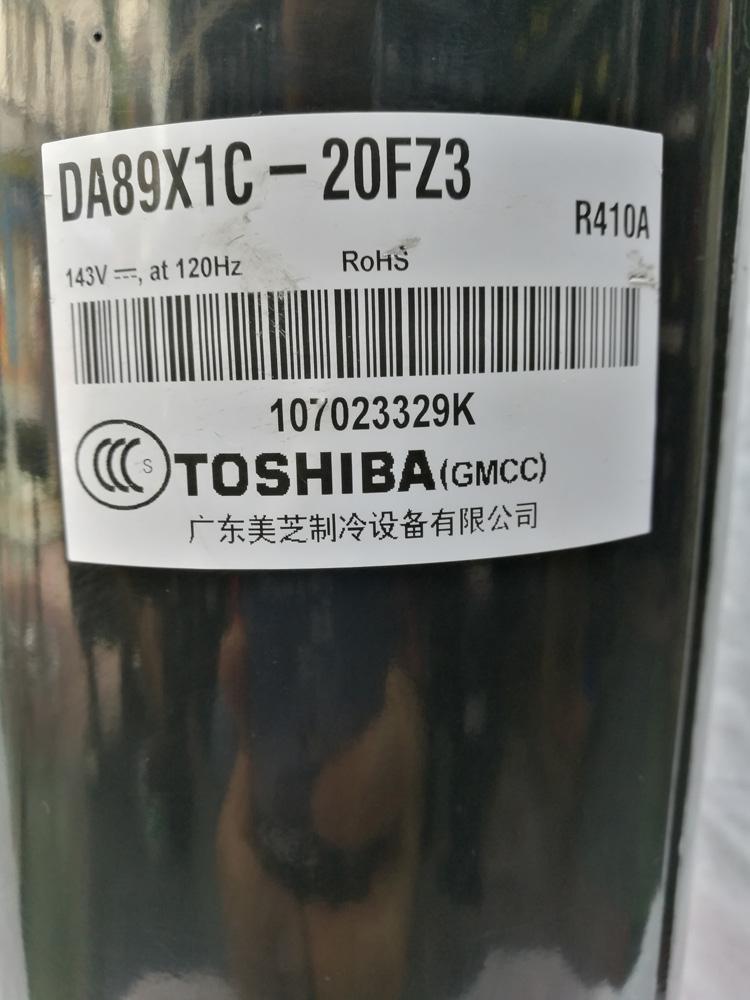 DA89X1C-20FZ3
R410A
143V ⎓, at 120Hz RoHS
107023329K
CCC S TOSHIBA(GMCC)
广东美芝制冷设备有限公司